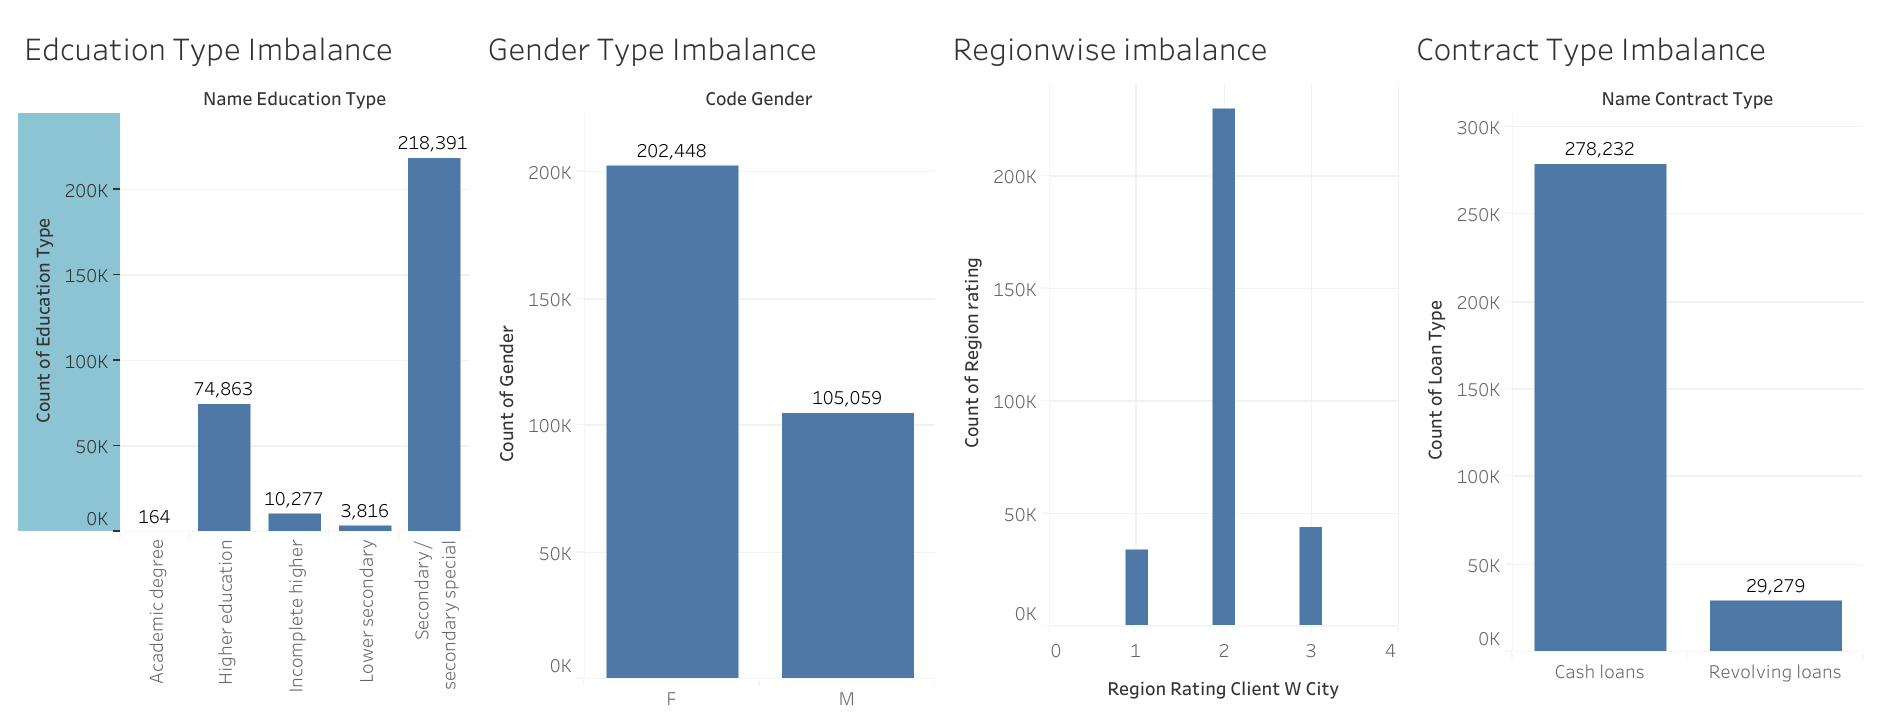 Edcuation Type Imbalance
Name Education Type
Count of Education Type
200K
150K
100K
50K
0K
164
74,863
10,277
3,816
218,391
Academic degree
Higher education
Incomplete higher
Lower secondary
Secondary /
secondary special
Gender Type Imbalance
Code Gender
Count of Gender
200K
150K
100K
50K
0K
202,448
105,059
F
M
Regionwise imbalance
Count of Region rating
200K
150K
100K
50K
0K
0
1
2
3
4
Region Rating Client W City
Contract Type Imbalance
Name Contract Type
Count of Loan Type
300K
250K
200K
150K
100K
50K
0K
278,232
29,279
Cash loans
Revolving loans